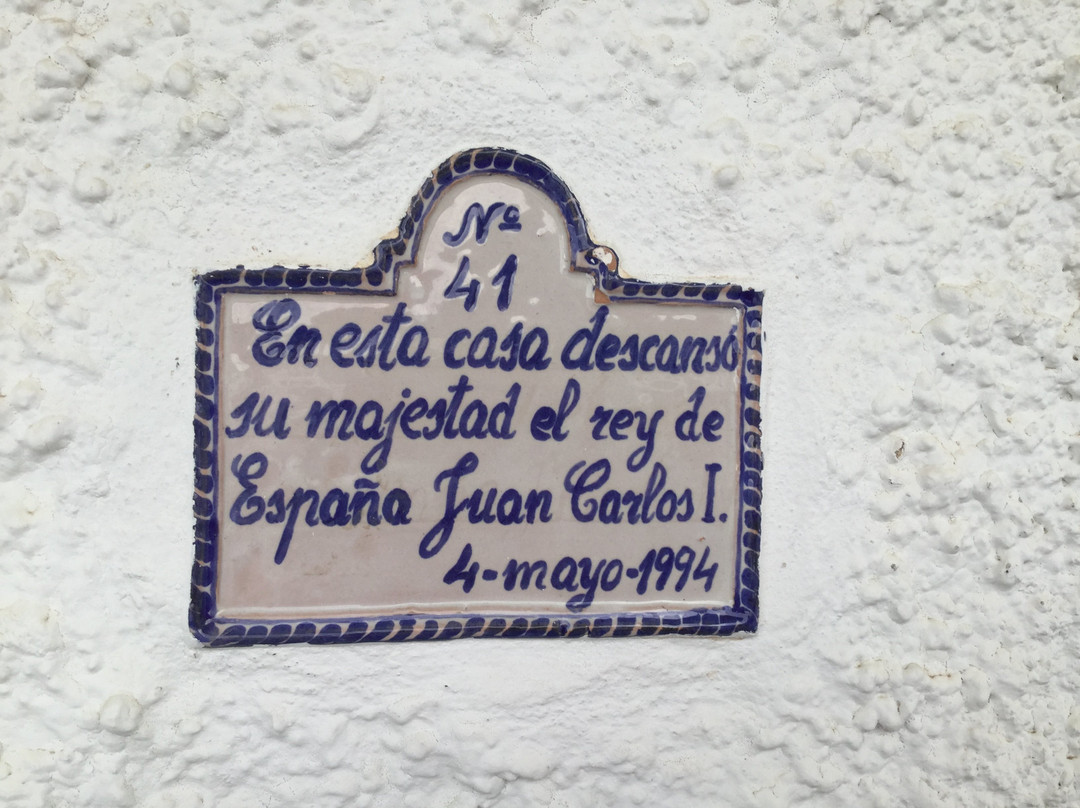 Nº
41
En esta casa descansó
su majestad el rey de
España Juan Carlos I.
4-mayo-1994